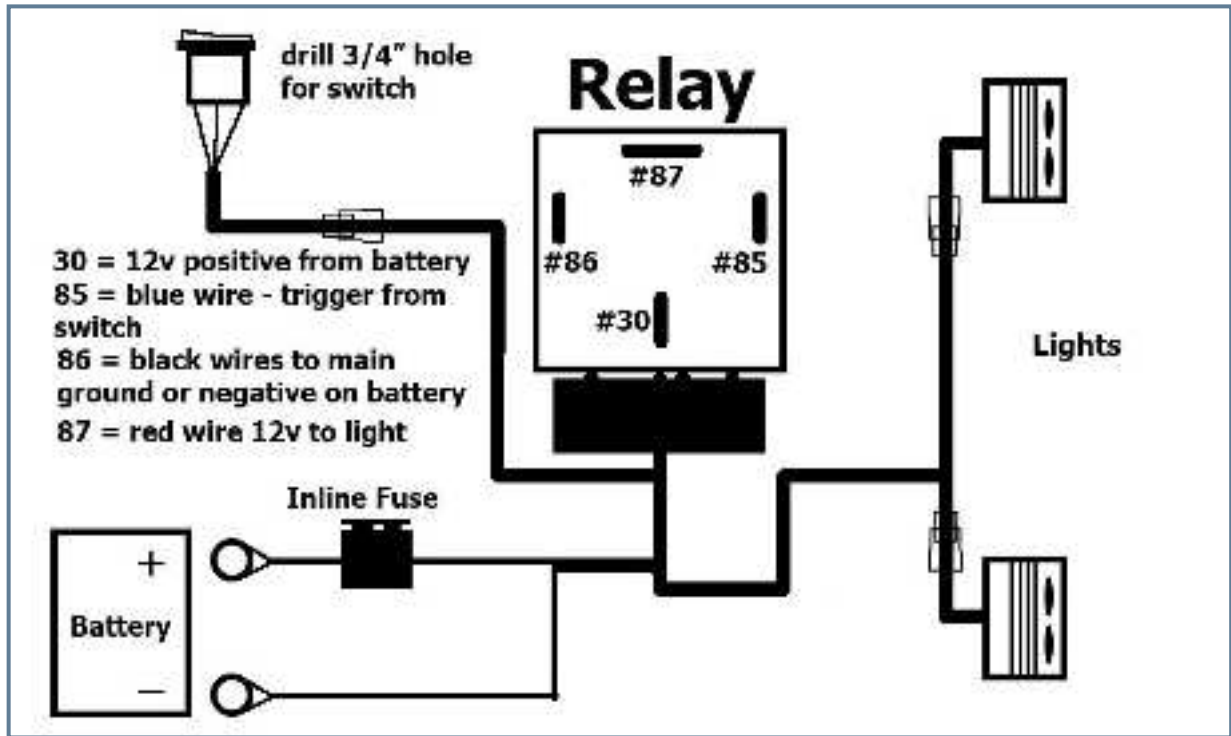 drill 3/4" hole
for switch
Relay
#87
#86
#85
#30
30 = 12v positive from battery
85 = blue wire - trigger from
switch
86 = black wires to main
ground or negative on battery
87 = red wire 12v to light
Lights
Inline Fuse
+
Battery
−